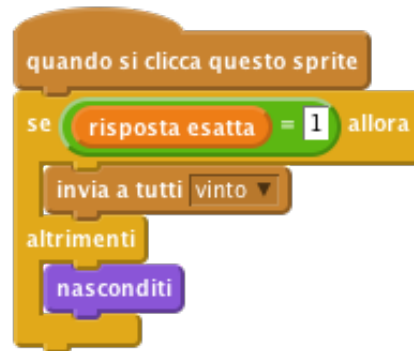 quando si clicca questo sprite
se risposta esatta = 1 allora
invia a tutti vinto
altrimenti
nasconditi